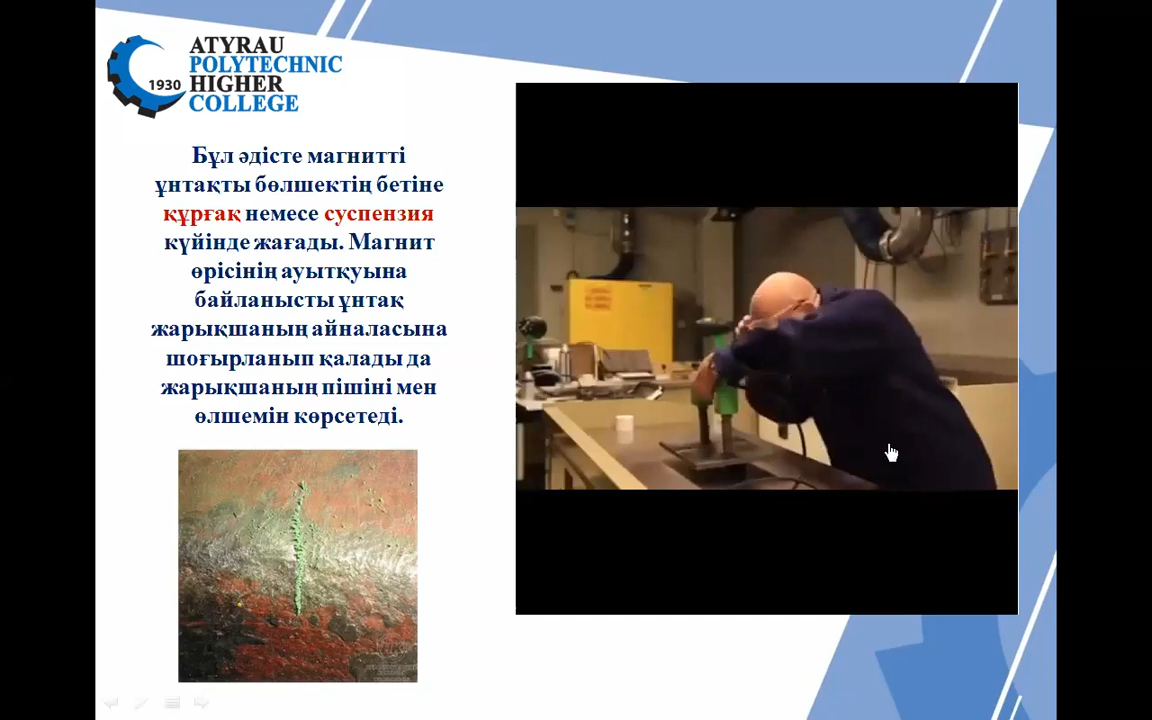 ATYRAU
POLYTECHNIC
1930 HIGHER
COLLEGE
Бұл әдісте магнитті
ұнтақты бөлшектің бетіне
құрғақ немесе суспензия
күйінде жағады. Магнит
өрісінің ауытқуына
байланысты ұнтақ
жарықшаның айналасына
шоғырланып қалады да
жарықшаның пішіні мен
өлшемін көрсетеді.